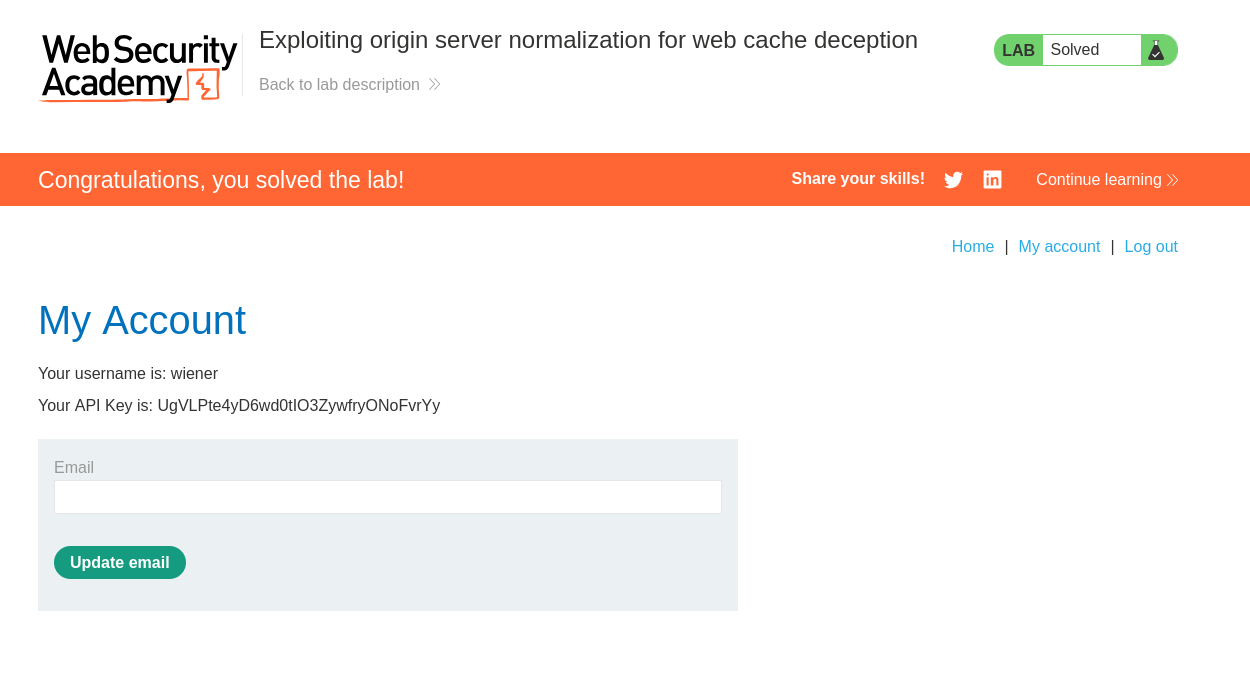 Web Security
Academy
Exploiting origin server normalization for web cache deception
Back to lab description
LAB Solved
Congratulations, you solved the lab!
Share your skills!
Continue learning
Home | My account | Log out
My Account
Your username is: wiener
Your API Key is: UgVLPte4yD6wd0tIO3ZywfryONoFvrYy
Email
Update email